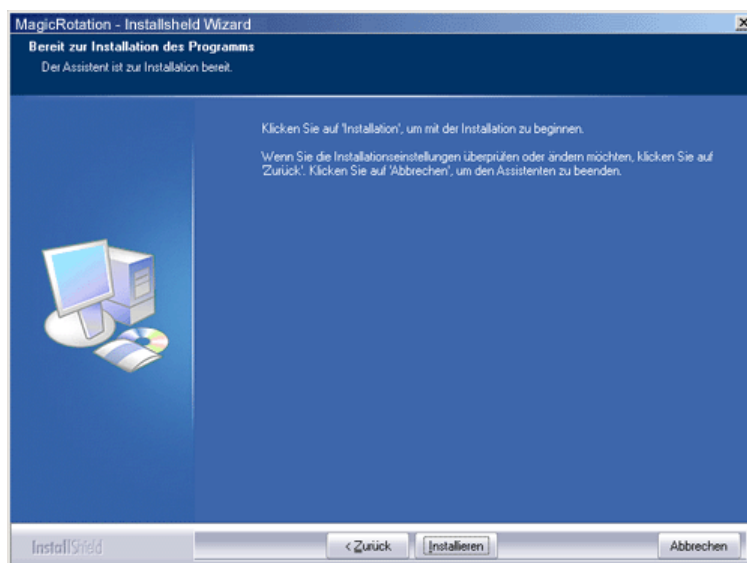 MagicRotation - Installsheld Wizard
Bereit zur Installation des Programms
Der Assistent ist zur Installation bereit.
Klicken Sie auf 'Installation', um mit der Installation zu beginnen.
Wenn Sie die Installationseinstellungen überprüfen oder ändern möchten, klicken Sie auf
'Zurück'. Klicken Sie auf 'Abbrechen', um den Assistenten zu beenden.
InstallShield
< Zurück
Installieren
Abbrechen